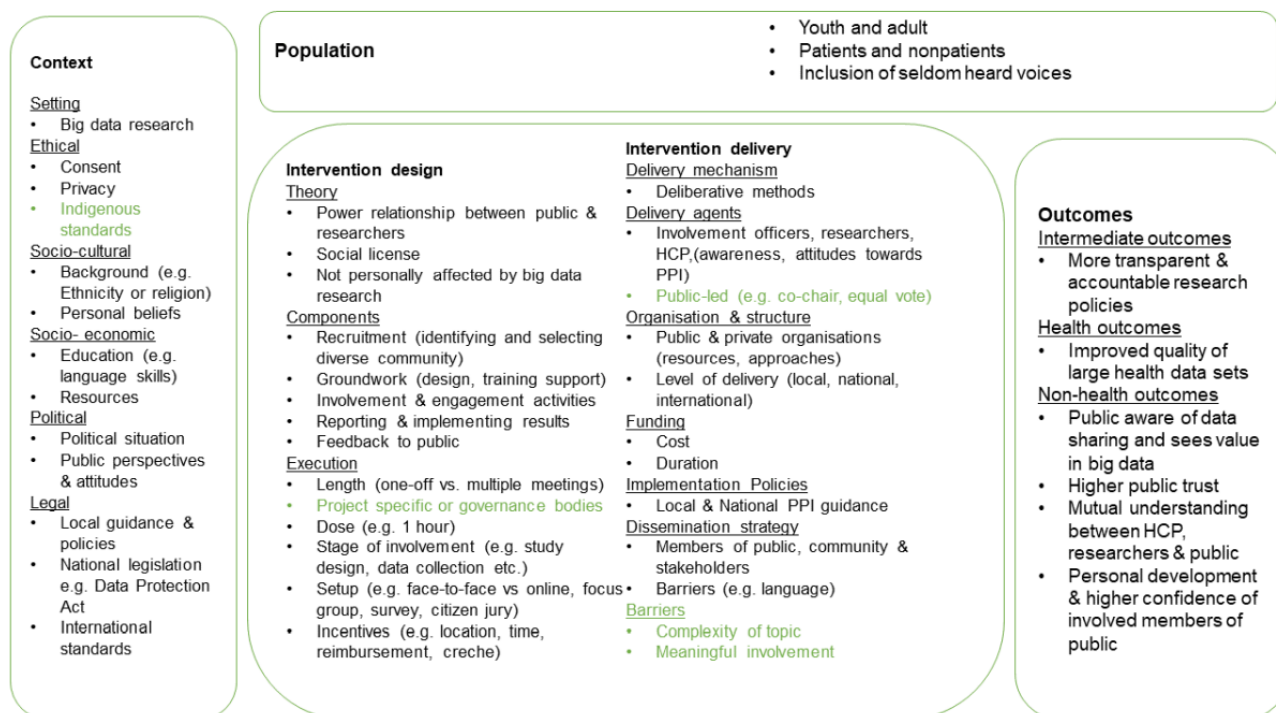 Context
Setting
• Big data research
Ethical
• Consent
• Privacy
• Indigenous
standards
Socio-cultural
• Background (e.g.
Ethnicity or religion)
• Personal beliefs
Socio- economic
• Education (e.g.
language skills)
• Resources
Political
• Political situation
• Public perspectives
& attitudes
Legal
• Local guidance &
policies
• National legislation
e.g. Data Protection
Act
• International
standards
Population
• Youth and adult
• Patients and nonpatients
• Inclusion of seldom heard voices
Intervention design
Theory
• Power relationship between public &
researchers
• Social license
• Not personally affected by big data
research
Components
• Recruitment (identifying and selecting
diverse community)
• Groundwork (design, training support)
• Involvement & engagement activities
• Reporting & implementing results
• Feedback to public
Execution
• Length (one-off vs. multiple meetings)
• Project specific or governance bodies
• Dose (e.g. 1 hour)
• Stage of involvement (e.g. study
design, data collection etc.)
• Setup (e.g. face-to-face vs online, focus
group, survey, citizen jury)
• Incentives (e.g. location, time,
reimbursement, creche)
Intervention delivery
Delivery mechanism
• Deliberative methods
Delivery agents
• Involvement officers, researchers,
HCP,(awareness, attitudes towards
PPI)
• Public-led (e.g. co-chair, equal vote)
Organisation & structure
• Public & private organisations
(resources, approaches)
• Level of delivery (local, national,
international)
Funding
• Cost
• Duration
Implementation Policies
• Local & National PPI guidance
Dissemination strategy
• Members of public, community &
stakeholders
• Barriers (e.g. language)
Barriers
• Complexity of topic
• Meaningful involvement
Outcomes
Intermediate outcomes
• More transparent &
accountable research
policies
Health outcomes
• Improved quality of
large health data sets
Non-health outcomes
• Public aware of data
sharing and sees value
in big data
• Higher public trust
• Mutual understanding
between HCP,
researchers & public
• Personal development
& higher confidence of
involved members of
public